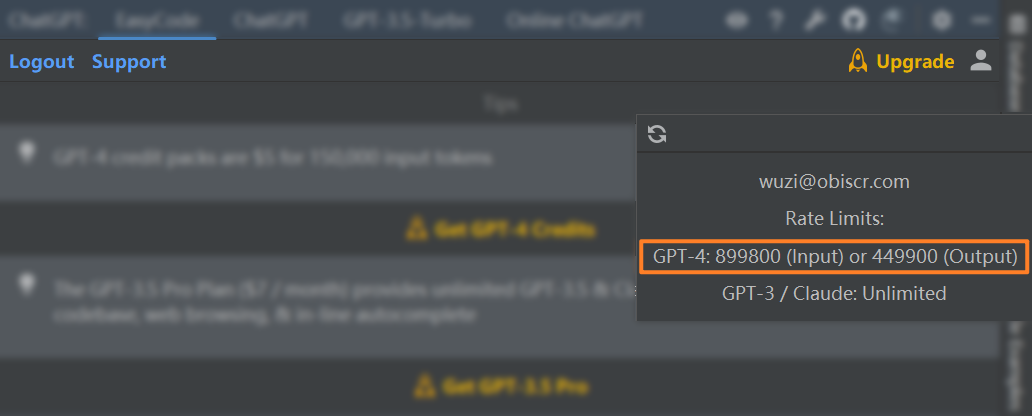 ChatGPT: EasyCode ChatGPT GPT-3.5-Turbo Online ChatGPT
Logout Support Upgrade
Tips
GPT-4 credit packs are $5 for 150,000 input tokens
wuzi@obiscr.com
Rate Limits:
Get GPT-4 Credits
GPT-4: 899800 (Input) or 449900 (Output)
The GPT-3.5 Pro Plan ($7 / month) provides unlimited GPT-3.5 &
GPT-3 / Claude: Unlimited
codebase, web browsing, & in-line autocomplete
Get GPT-3.5 Pro
Database